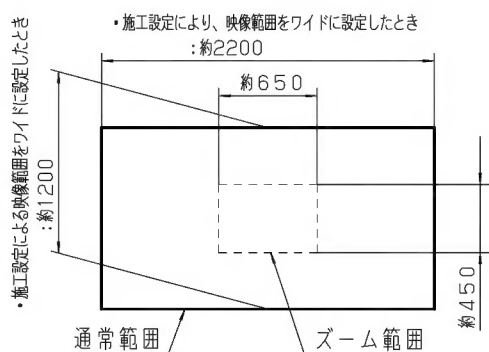 ・施工設定により、映像範囲をワイドに設定したとき
:約2200
約650
・施工設定による映像範囲をワイドに設定したとき
:約1200
約450
通常範囲
ズーム範囲